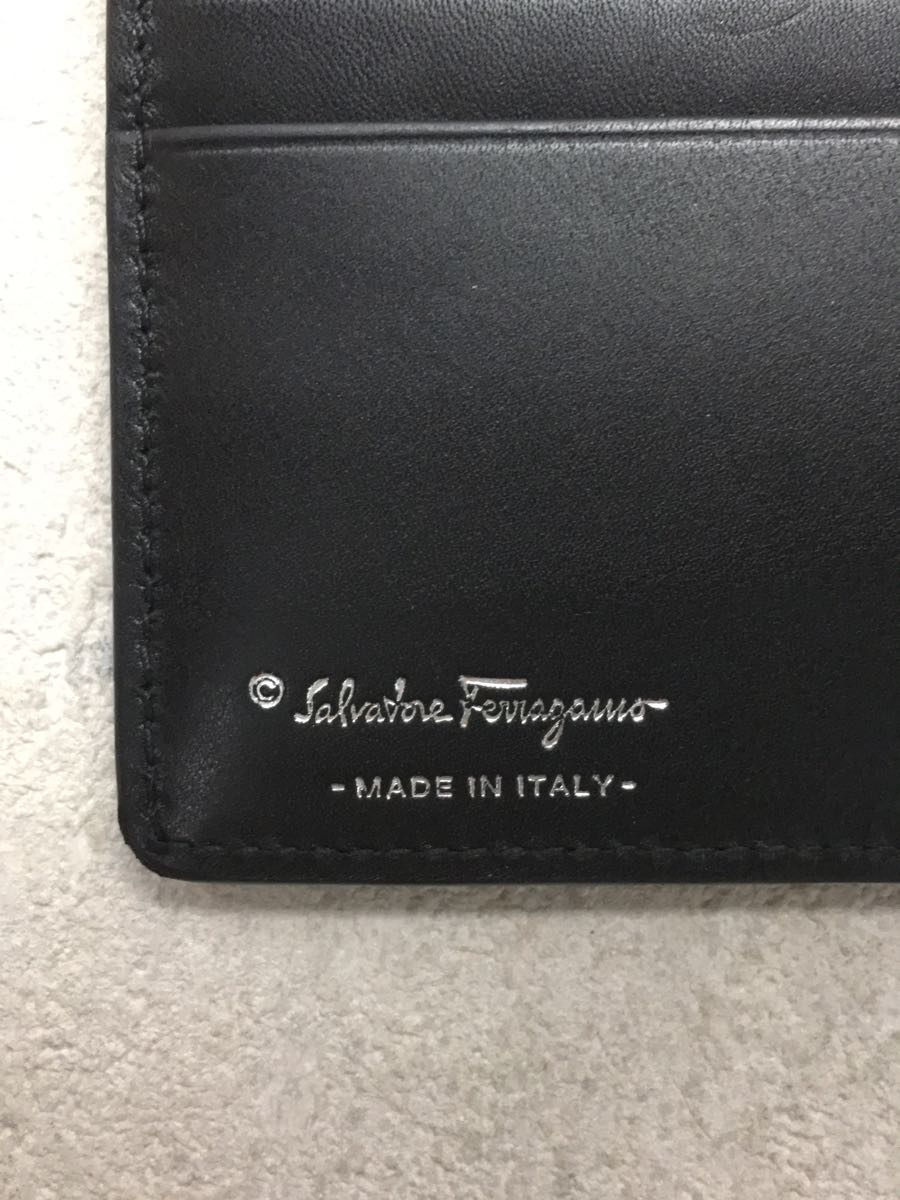 © Salvatore Ferragamo
- MADE IN ITALY -